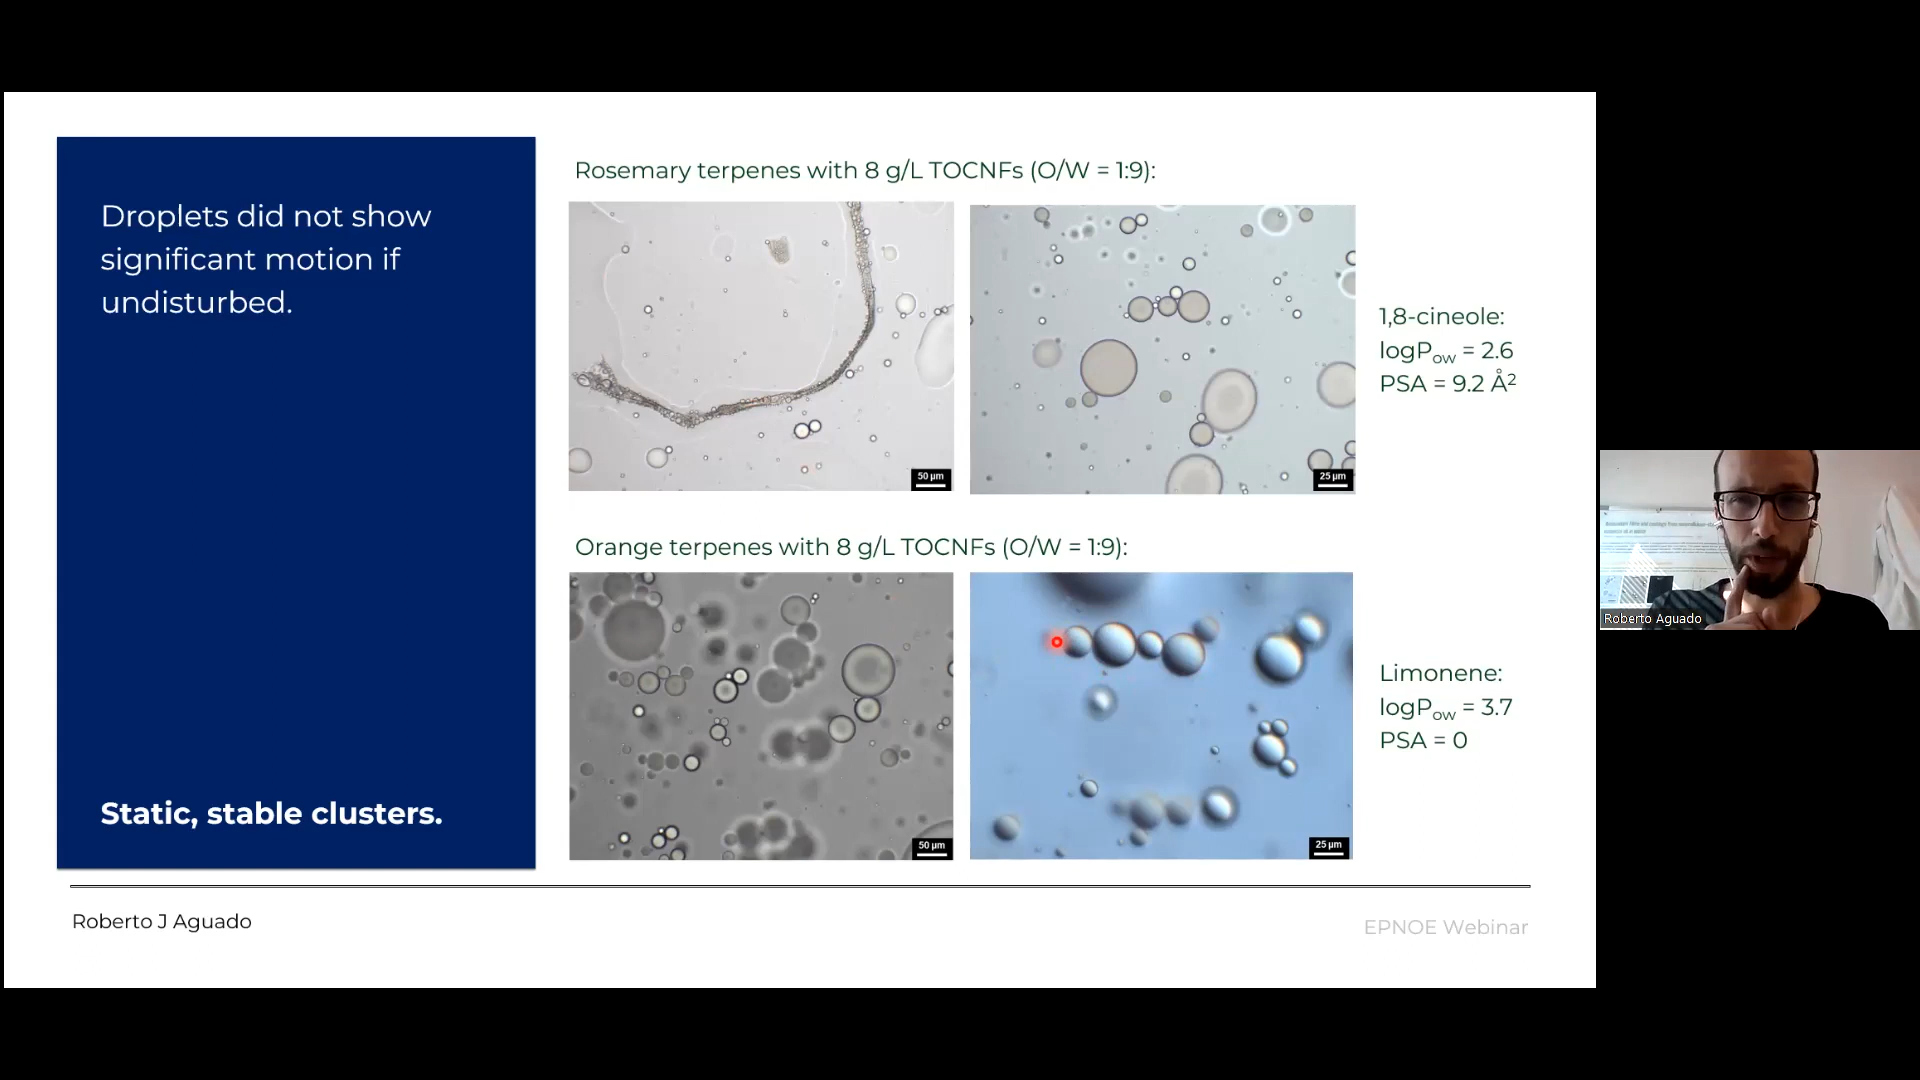 Droplets did not show
significant motion if
undisturbed.
Static, stable clusters.
Rosemary terpenes with 8 g/L TOCNFs (O/W = 1:9):
50 µm
25 µm
1,8-cineole:
logPow = 2.6
PSA = 9.2 Å²
Orange terpenes with 8 g/L TOCNFs (O/W = 1:9):
50 µm
25 µm
Limonene:
logPow = 3.7
PSA = 0
Roberto J Aguado
EPNOE Webinar
Roberto Aguado